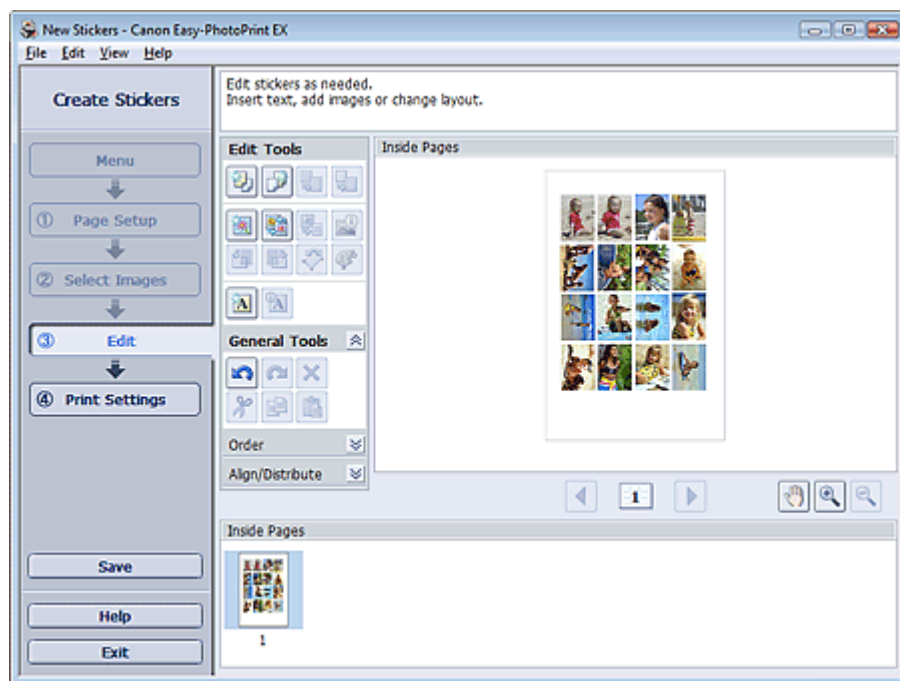 New Stickers - Canon Easy-PhotoPrint EX
File Edit View Help
Create Stickers
Edit stickers as needed.
Insert text, add images or change layout.
Menu
① Page Setup
② Select Images
③ Edit
④ Print Settings
Save
Help
Exit
Edit Tools
A A
General Tools
Order
Align/Distribute
Inside Pages
1
Inside Pages
1